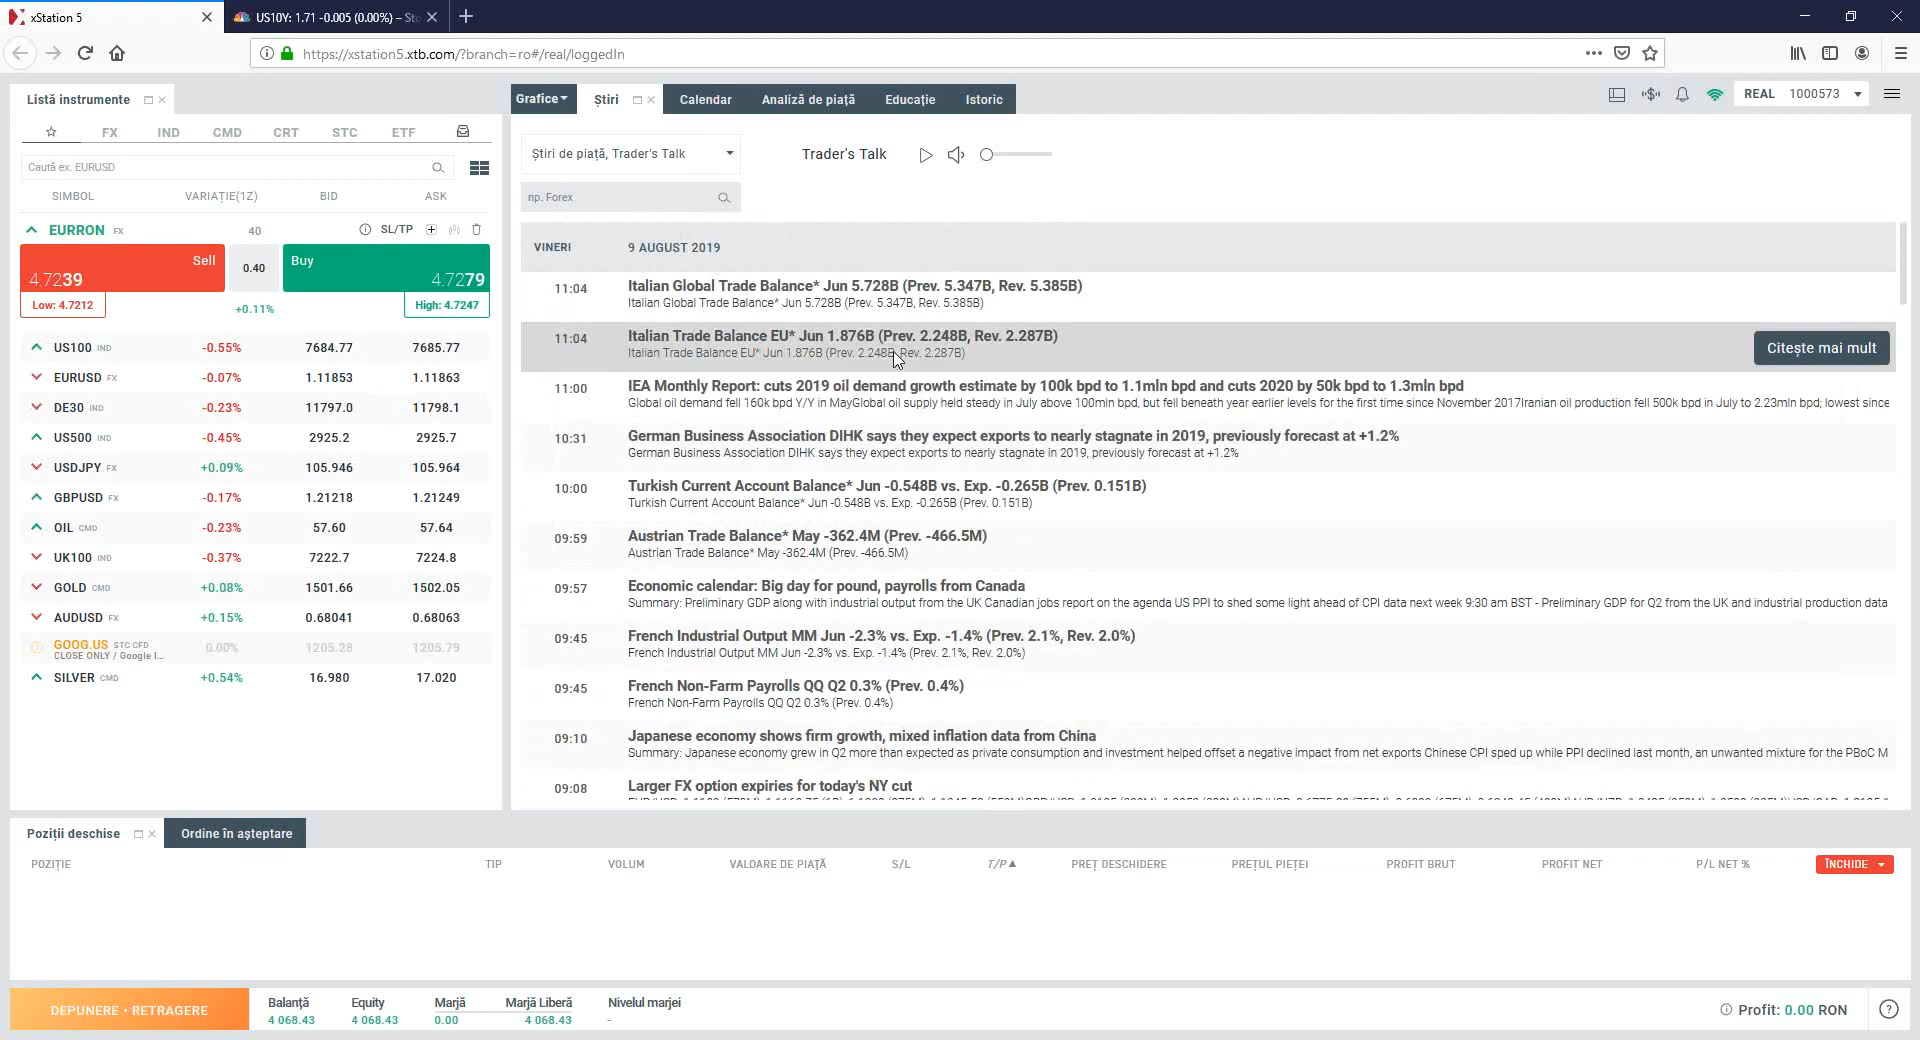 xStation 5
US10Y: 1.71 -0.005 (0.00%) – St
https://xstation5.xtb.com/?branch=ro#/real/loggedIn
Listă instrumente
Grafice
Știri
Calendar
Analiză de piață
Educație
Istoric
REAL 1000573
FX IND CMD CRT STC ETF
Caută ex. EURUSD
SIMBOL VARIAȚIE(1Z) BID ASK
EURRON FX 40 SL/TP
Sell
4.7239
0.40
Buy
4.7279
Low: 4.7212
+0.11%
High: 4.7247
US100 IND -0.55% 7684.77 7685.77
EURUSD FX -0.07% 1.11853 1.11863
DE30 IND -0.23% 11797.0 11798.1
US500 IND -0.45% 2925.2 2925.7
USDJPY FX +0.09% 105.946 105.964
GBPUSD FX -0.17% 1.21218 1.21249
OIL CMD -0.23% 57.60 57.64
UK100 IND -0.37% 7222.7 7224.8
GOLD CMD +0.08% 1501.66 1502.05
AUDUSD FX +0.15% 0.68041 0.68063
GOOG.US STC CFD 0.00% 1205.28 1205.79
CLOSE ONLY / Google I...
SILVER CMD +0.54% 16.980 17.020
Știri de piață, Trader's Talk
Trader's Talk
np. Forex
VINERI 9 AUGUST 2019
11:04 Italian Global Trade Balance* Jun 5.728B (Prev. 5.347B, Rev. 5.385B)
Italian Global Trade Balance* Jun 5.728B (Prev. 5.347B, Rev. 5.385B)
11:04 Italian Trade Balance EU* Jun 1.876B (Prev. 2.248B, Rev. 2.287B)
Italian Trade Balance EU* Jun 1.876B (Prev. 2.248B, Rev. 2.287B)
Citește mai mult
11:00 IEA Monthly Report: cuts 2019 oil demand growth estimate by 100k bpd to 1.1mln bpd and cuts 2020 by 50k bpd to 1.3mln bpd
Global oil demand fell 160k bpd Y/Y in MayGlobal oil supply held steady in July above 100mln bpd, but fell beneath year earlier levels for the first time since November 2017Iranian oil production fell 500k bpd in July to 2.23mln bpd; lowest since
10:31 German Business Association DIHK says they expect exports to nearly stagnate in 2019, previously forecast at +1.2%
German Business Association DIHK says they expect exports to nearly stagnate in 2019, previously forecast at +1.2%
10:00 Turkish Current Account Balance* Jun -0.548B vs. Exp. -0.265B (Prev. 0.151B)
Turkish Current Account Balance* Jun -0.548B vs. Exp. -0.265B (Prev. 0.151B)
09:59 Austrian Trade Balance* May -362.4M (Prev. -466.5M)
Austrian Trade Balance* May -362.4M (Prev. -466.5M)
09:57 Economic calendar: Big day for pound, payrolls from Canada
Summary: Preliminary GDP along with industrial output from the UK Canadian jobs report on the agenda US PPI to shed some light ahead of CPI data next week 9:30 am BST - Preliminary GDP for Q2 from the UK and industrial production data
09:45 French Industrial Output MM Jun -2.3% vs. Exp. -1.4% (Prev. 2.1%, Rev. 2.0%)
French Industrial Output MM Jun -2.3% vs. Exp. -1.4% (Prev. 2.1%, Rev. 2.0%)
09:45 French Non-Farm Payrolls QQ Q2 0.3% (Prev. 0.4%)
French Non-Farm Payrolls QQ Q2 0.3% (Prev. 0.4%)
09:10 Japanese economy shows firm growth, mixed inflation data from China
Summary: Japanese economy grew in Q2 more than expected as private consumption and investment helped offset a negative impact from net exports Chinese CPI sped up while PPI declined last month, an unwanted mixture for the PBoC M
09:08 Larger FX option expiries for today's NY cut
Poziții deschise
Ordine în așteptare
POZIȚIE TIP VOLUM VALOARE DE PIAȚĂ S/L T/P PREȚ DESCHIDERE PREȚUL PIEȚEI PROFIT BRUT PROFIT NET P/L NET % ÎNCHIDE
DEPUNERE • RETRAGERE
Balanță Equity Marjă Marjă Liberă Nivelul marjei
4 068.43 4 068.43 0.00 4 068.43 -
Profit: 0.00 RON